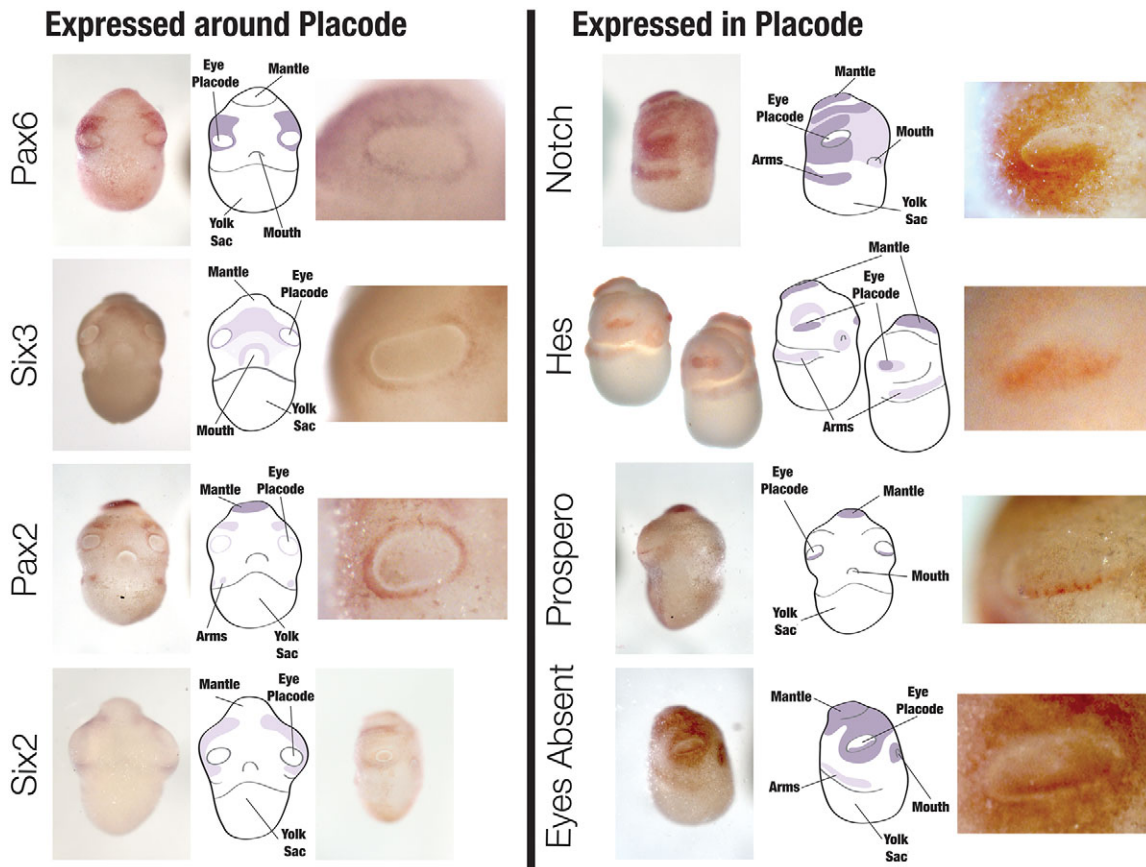 Expressed around Placode
Pax6
Eye
Placode
Mantle
Yolk
Sac
Mouth
Six3
Mantle
Eye
Placode
Mouth
Yolk
Sac
Pax2
Mantle
Eye
Placode
Arms
Yolk
Sac
Six2
Mantle
Eye
Placode
Yolk
Sac
Expressed in Placode
Notch
Mantle
Eye
Placode
Mouth
Arms
Yolk
Sac
Hes
Mantle
Eye
Placode
Arms
Prospero
Eye
Placode
Mantle
Mouth
Yolk
Sac
Eyes Absent
Mantle
Eye
Placode
Arms
Mouth
Yolk
Sac